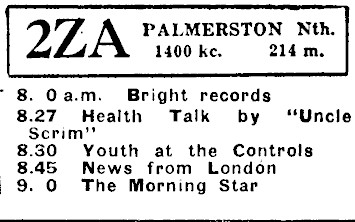 2ZA PALMERSTON Nth.
1400 kc. 214 m.
8. 0 a.m. Bright records
8.27 Health Talk by "Uncle
Scrim"
8.30 Youth at the Controls
8.45 News from London
9. 0 The Morning Star